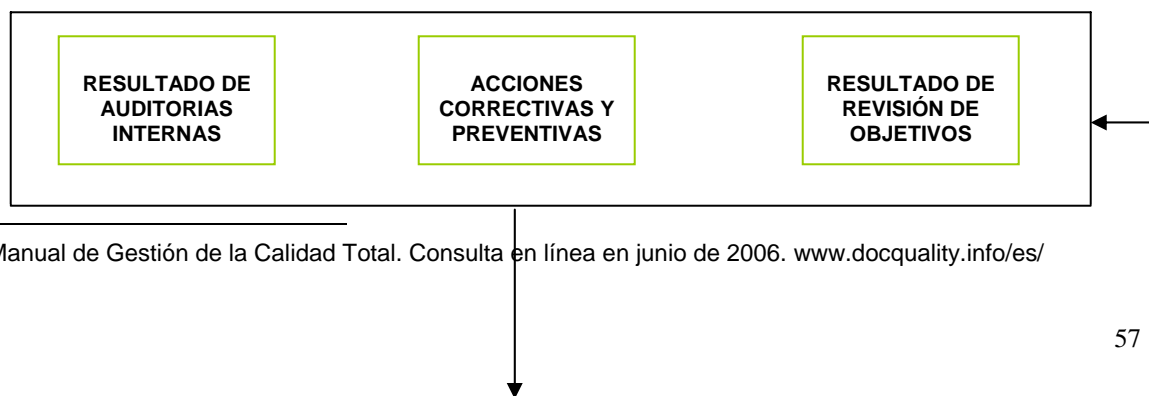 RESULTADO DE
AUDITORIAS
INTERNAS
ACCIONES
CORRECTIVAS Y
PREVENTIVAS
RESULTADO DE
REVISIÓN DE
OBJETIVOS
Manual de Gestión de la Calidad Total. Consulta en línea en junio de 2006. www.docquality.info/es/
57